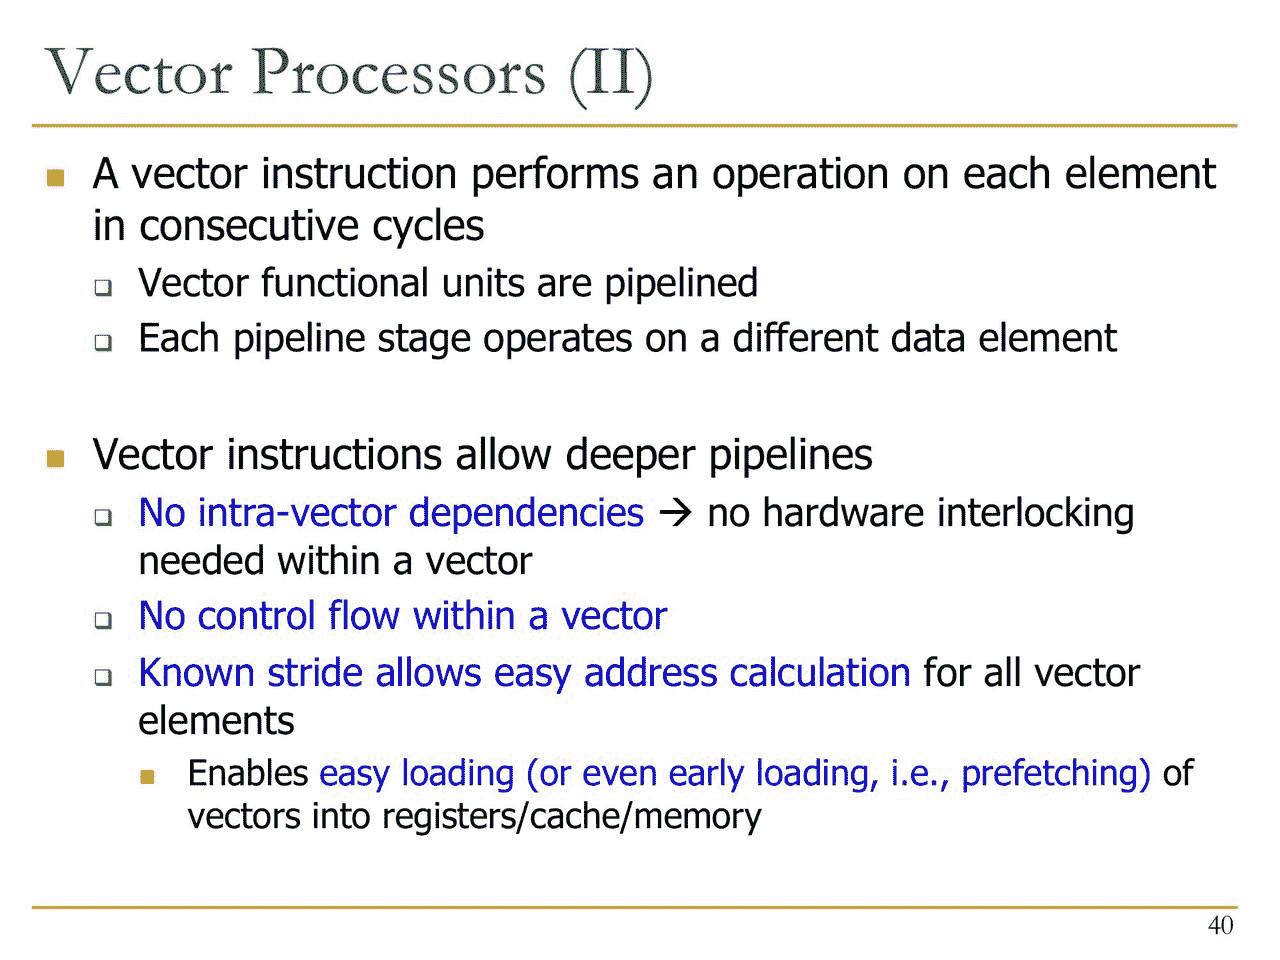 Vector Processors (II)
A vector instruction performs an operation on each element
in consecutive cycles
Vector functional units are pipelined
Each pipeline stage operates on a different data element
Vector instructions allow deeper pipelines
No intra-vector dependencies → no hardware interlocking
needed within a vector
No control flow within a vector
Known stride allows easy address calculation for all vector
elements
Enables easy loading (or even early loading, i.e., prefetching) of
vectors into registers/cache/memory
40